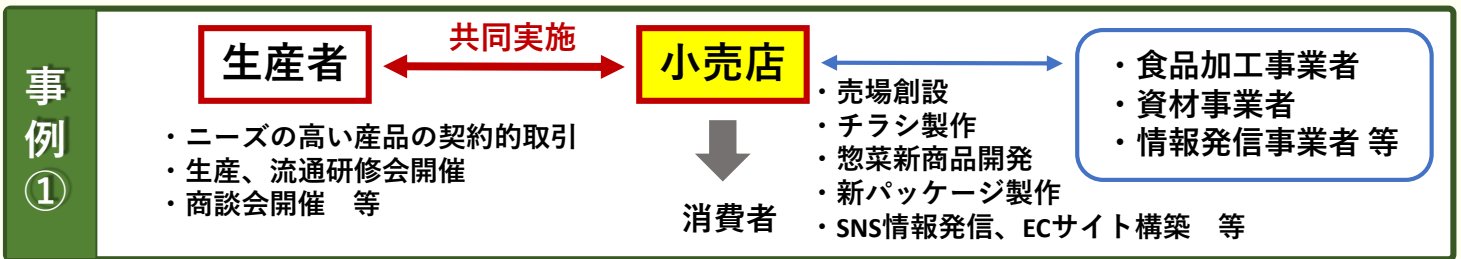 事例①
生産者
共同実施
小売店
・ニーズの高い産品の契約的取引
・生産、流通研修会開催
・商談会開催　等
消費者
・売場創設
・チラシ製作
・惣菜新商品開発
・新パッケージ製作
・SNS情報発信、ECサイト構築　等
・食品加工事業者
・資材事業者
・情報発信事業者 等